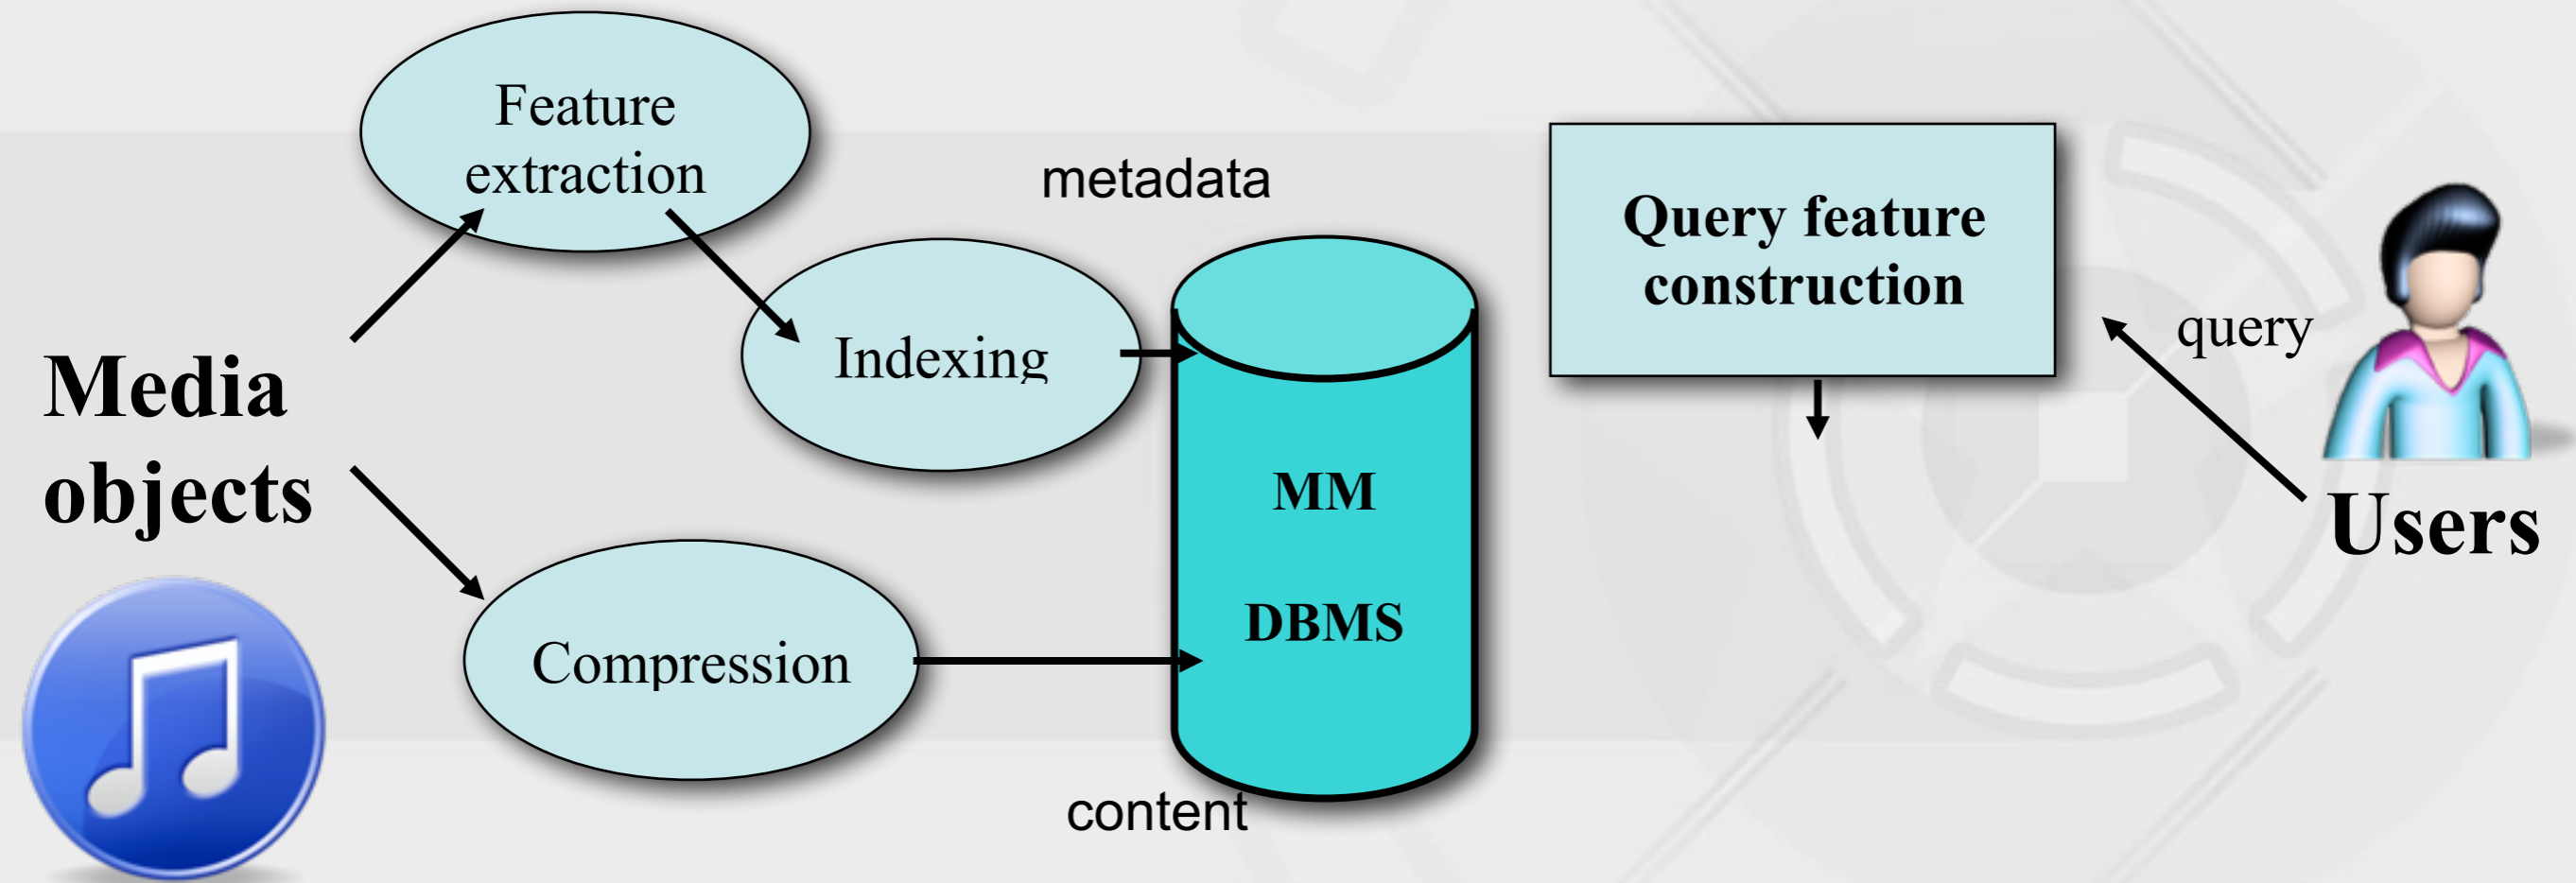 Feature
extraction
metadata
Query feature
construction
query
Indexing
Media
objects
MM
DBMS
Users
Compression
content